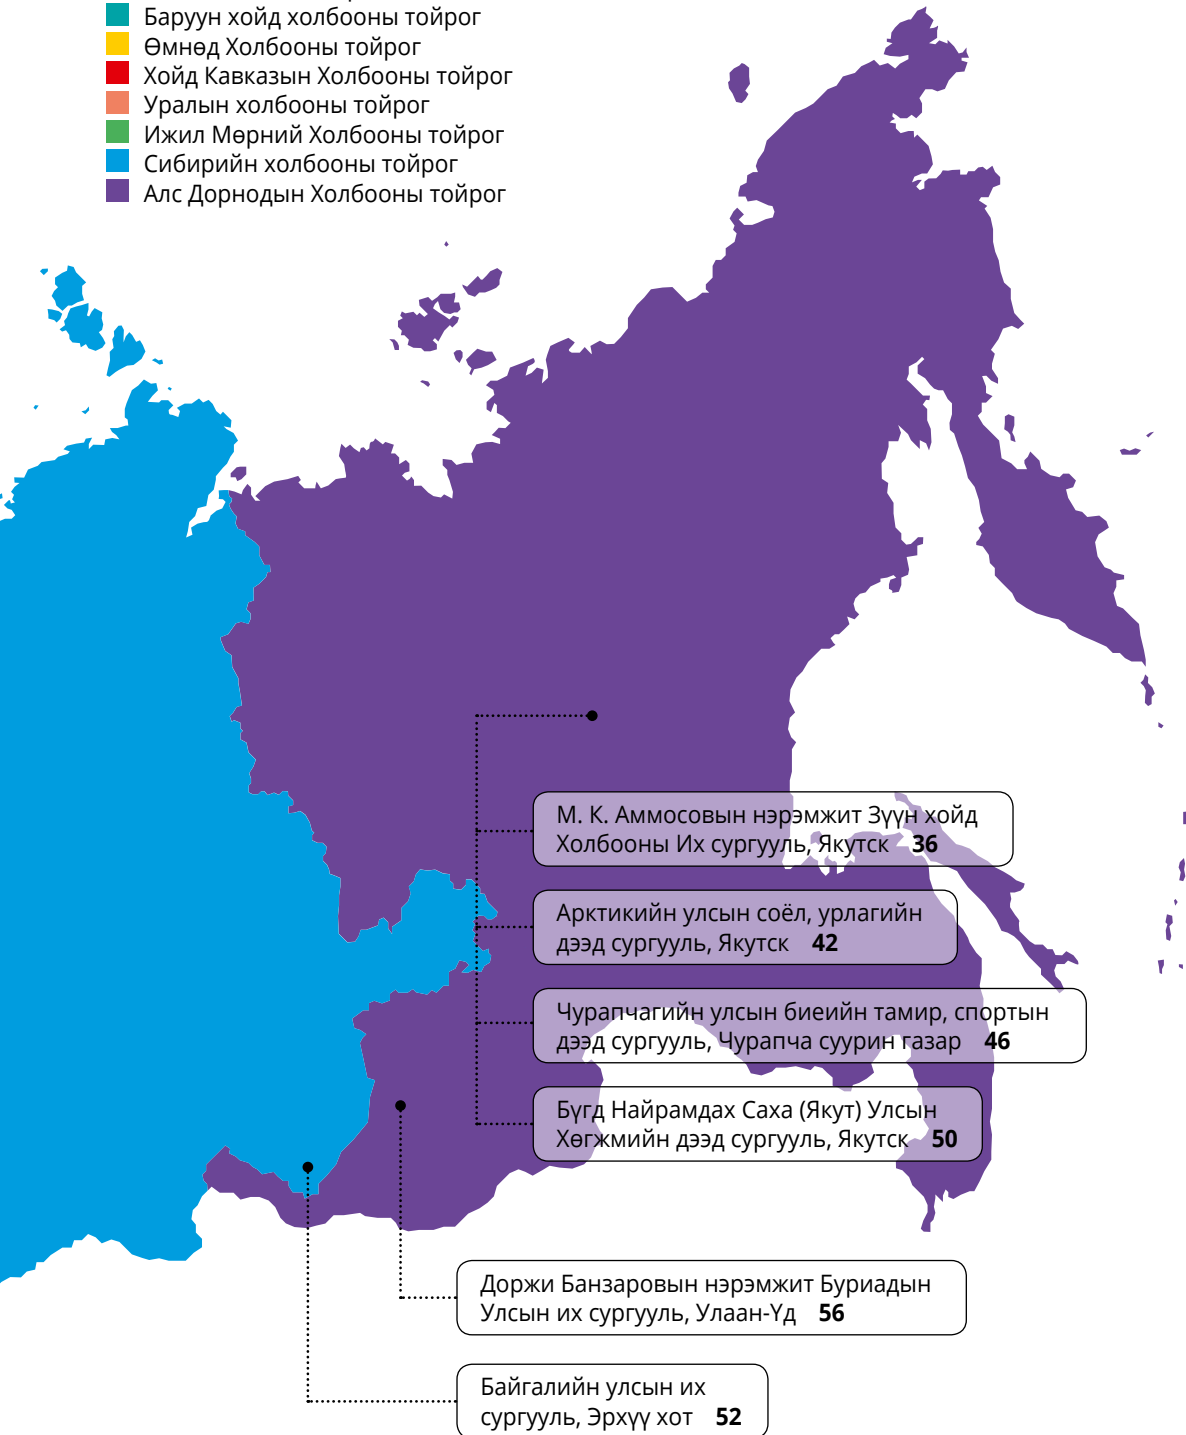 Баруун хойд холбооны тойрог
Өмнөд Холбооны тойрог
Хойд Кавказын Холбооны тойрог
Уралын холбооны тойрог
Ижил Мөрний Холбооны тойрог
Сибирийн холбооны тойрог
Алс Дорнодын Холбооны тойрог
М. К. Аммосовын нэрэмжит Зүүн хойд
Холбооны Их сургууль, Якутск 36
Арктикийн улсын соёл, урлагийн
дээд сургууль, Якутск 42
Чурапчагийн улсын биеийн тамир, спортын
дээд сургууль, Чурапча суурин газар 46
Бүгд Найрамдах Саха (Якут) Улсын
Хөгжмийн дээд сургууль, Якутск 50
Доржи Банзаровын нэрэмжит Буриадын
Улсын их сургууль, Улаан-Үд 56
Байгалийн улсын их
сургууль, Эрхүү хот 52